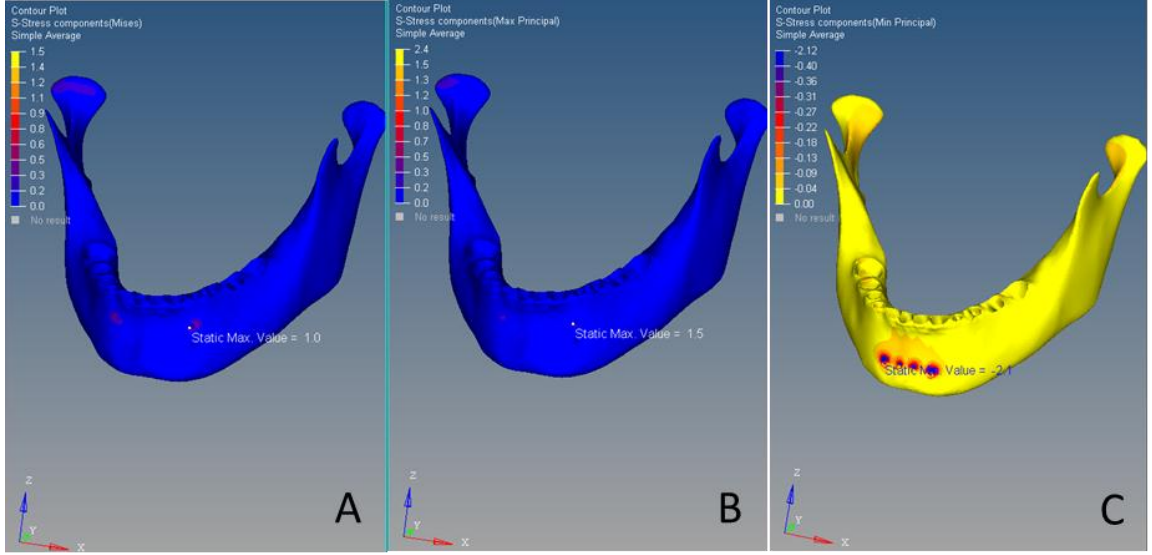 Contour Plot
S-Stress components(Mises)
Simple Average
1.5
1.4
1.2
1.1
0.9
0.8
0.6
0.5
0.3
0.2
0.0
No result
Static Max. Value = 1.0
Z
Y
X
A
Contour Plot
S-Stress components(Max Principal)
Simple Average
2.4
1.5
1.3
1.2
1.0
0.8
0.7
0.5
0.3
0.2
0.0
No result
Static Max. Value = 1.5
Z
Y
X
B
Contour Plot
S-Stress components(Min Principal)
Simple Average
-2.12
-0.40
-0.36
-0.31
-0.27
-0.22
-0.18
-0.13
-0.09
-0.04
0.00
No result
Static Max. Value = -2.1
Z
Y
X
C